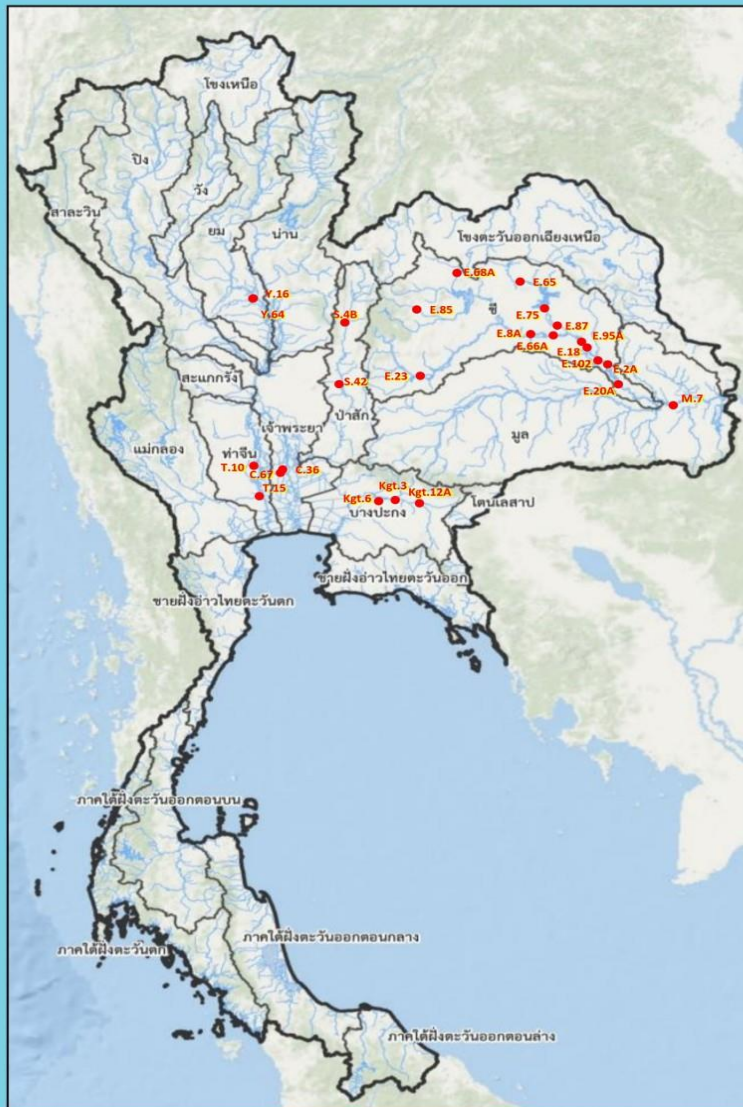 โขงเหนือ
ปิง
วัง
สาละวิน
ยม
น่าน
โขงตะวันออกเฉียงเหนือ
E.68A
E.65
Y.16
Y.64
S.4B
E.85
ชี
E.75
E.87
E.8A
E.95A
E.66A
E.18
E.102
E.2A
สะแกกรัง
S.42
E.23
ป่าสัก
E.20A
M.7
เจ้าพระยา
มูล
แม่กลอง
ท่าจีน
T.10
C.67
C.36
T.15
Kgt.3
Kgt.6
Kgt.12A
บางปะกง
โตนเลสาป
ชายฝั่งอ่าวไทยตะวันออก
ชายฝั่งอ่าวไทยตะวันตก
ภาคใต้ฝั่งตะวันออกตอนบน
ภาคใต้ฝั่งตะวันออกตอนกลาง
ภาคใต้ฝั่งตะวันตก
ภาคใต้ฝั่งตะวันออกตอนล่าง